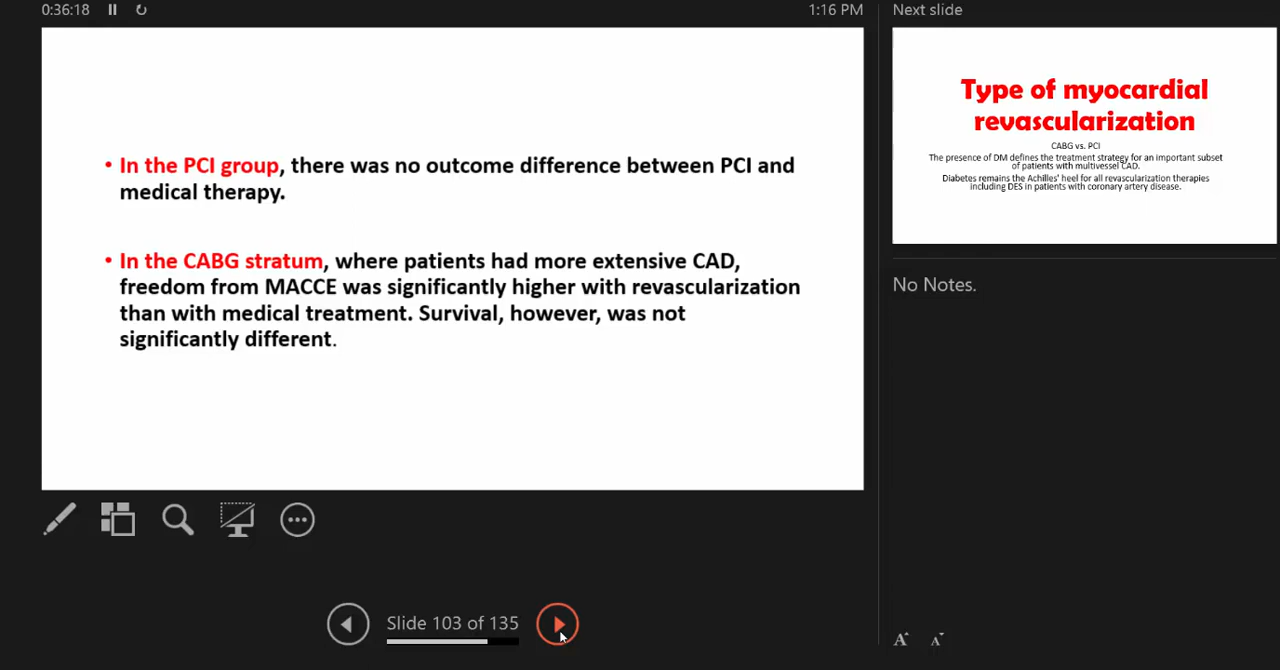 0:36:18
1:16 PM
Next slide
• In the PCI group, there was no outcome difference between PCI and
medical therapy.
• In the CABG stratum, where patients had more extensive CAD,
freedom from MACCE was significantly higher with revascularization
than with medical treatment. Survival, however, was not
significantly different.
Type of myocardial
revascularization
CABG vs. PCI
The presence of DM defines the treatment strategy for an important subset
of patients with multivessel CAD.
Diabetes remains the Achilles' heel for all revascularization therapies
including DES in patients with coronary artery disease.
No Notes.
Slide 103 of 135
A A